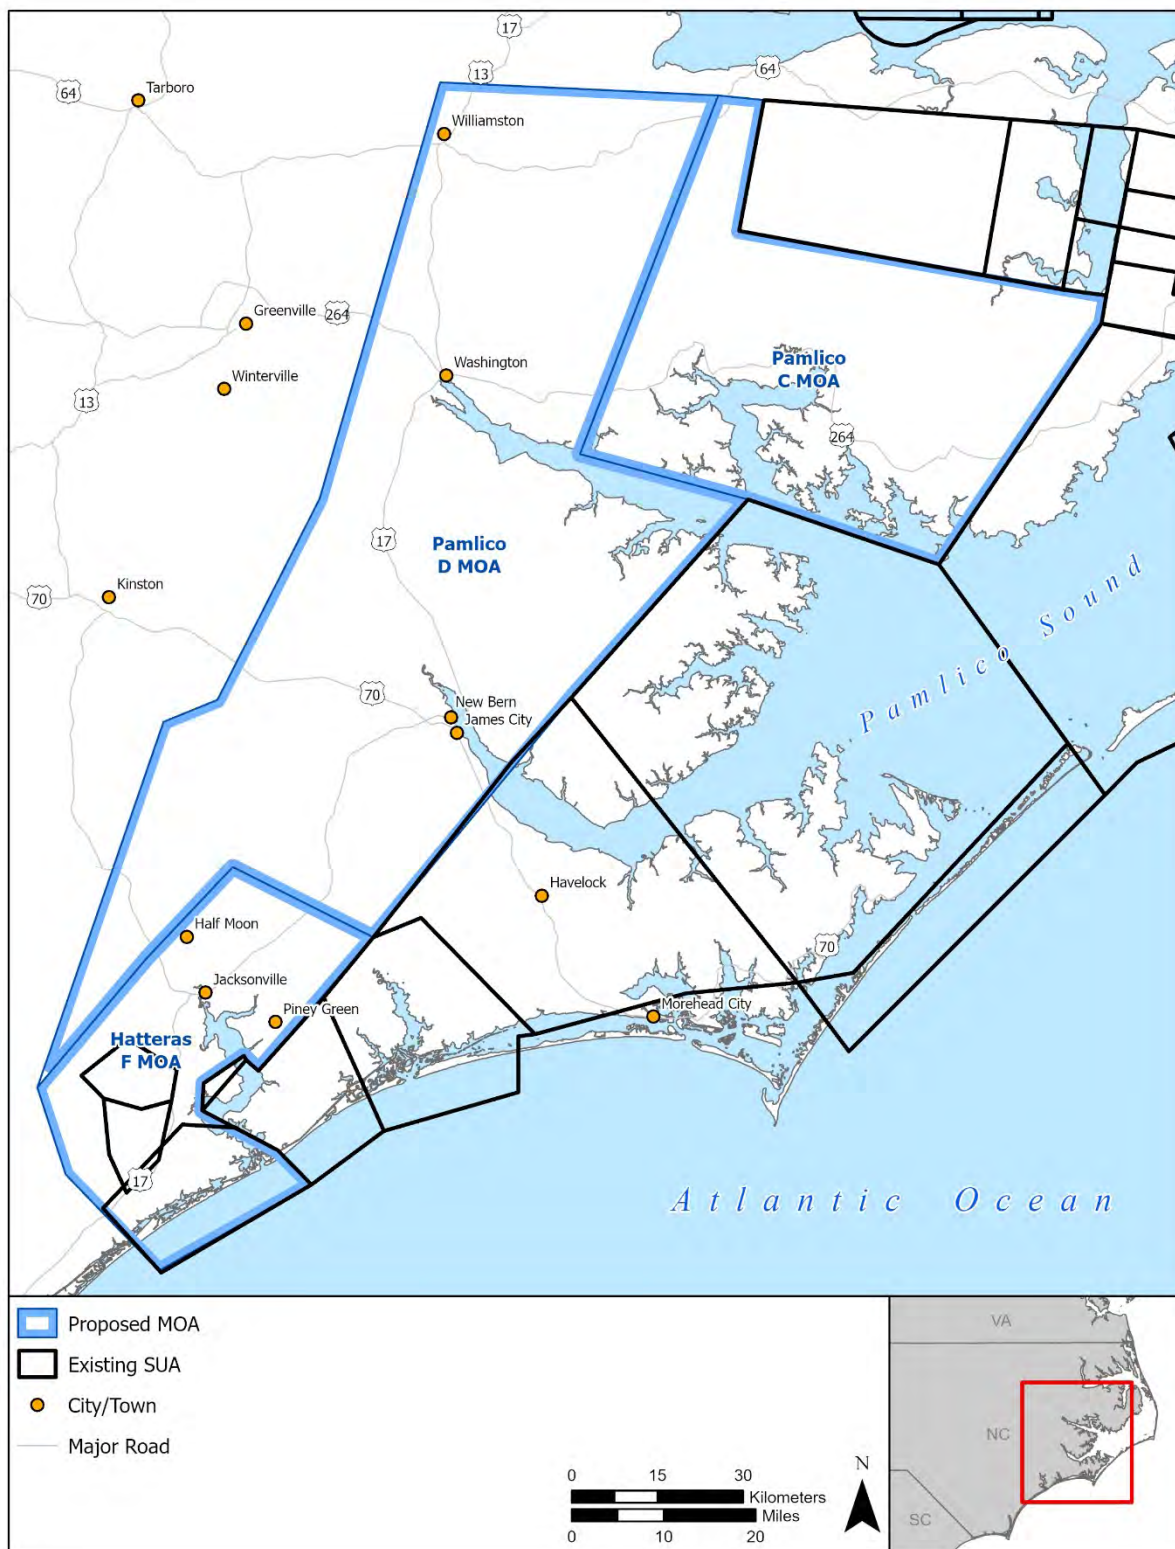 17
13
64
64
Tarboro
Williamston
Greenville
264
Winterville
13
Washington
Pamlico
C MOA
264
17
Pamlico
D MOA
Kinston
70
Pamlico Sound
70
New Bern
James City
Havelock
Half Moon
70
Jacksonville
Piney Green
Morehead City
Hatteras
F MOA
17
Atlantic Ocean
Proposed MOA
Existing SUA
City/Town
Major Road
N
0 15 30
Kilometers
Miles
0 10 20
VA
NC
SC